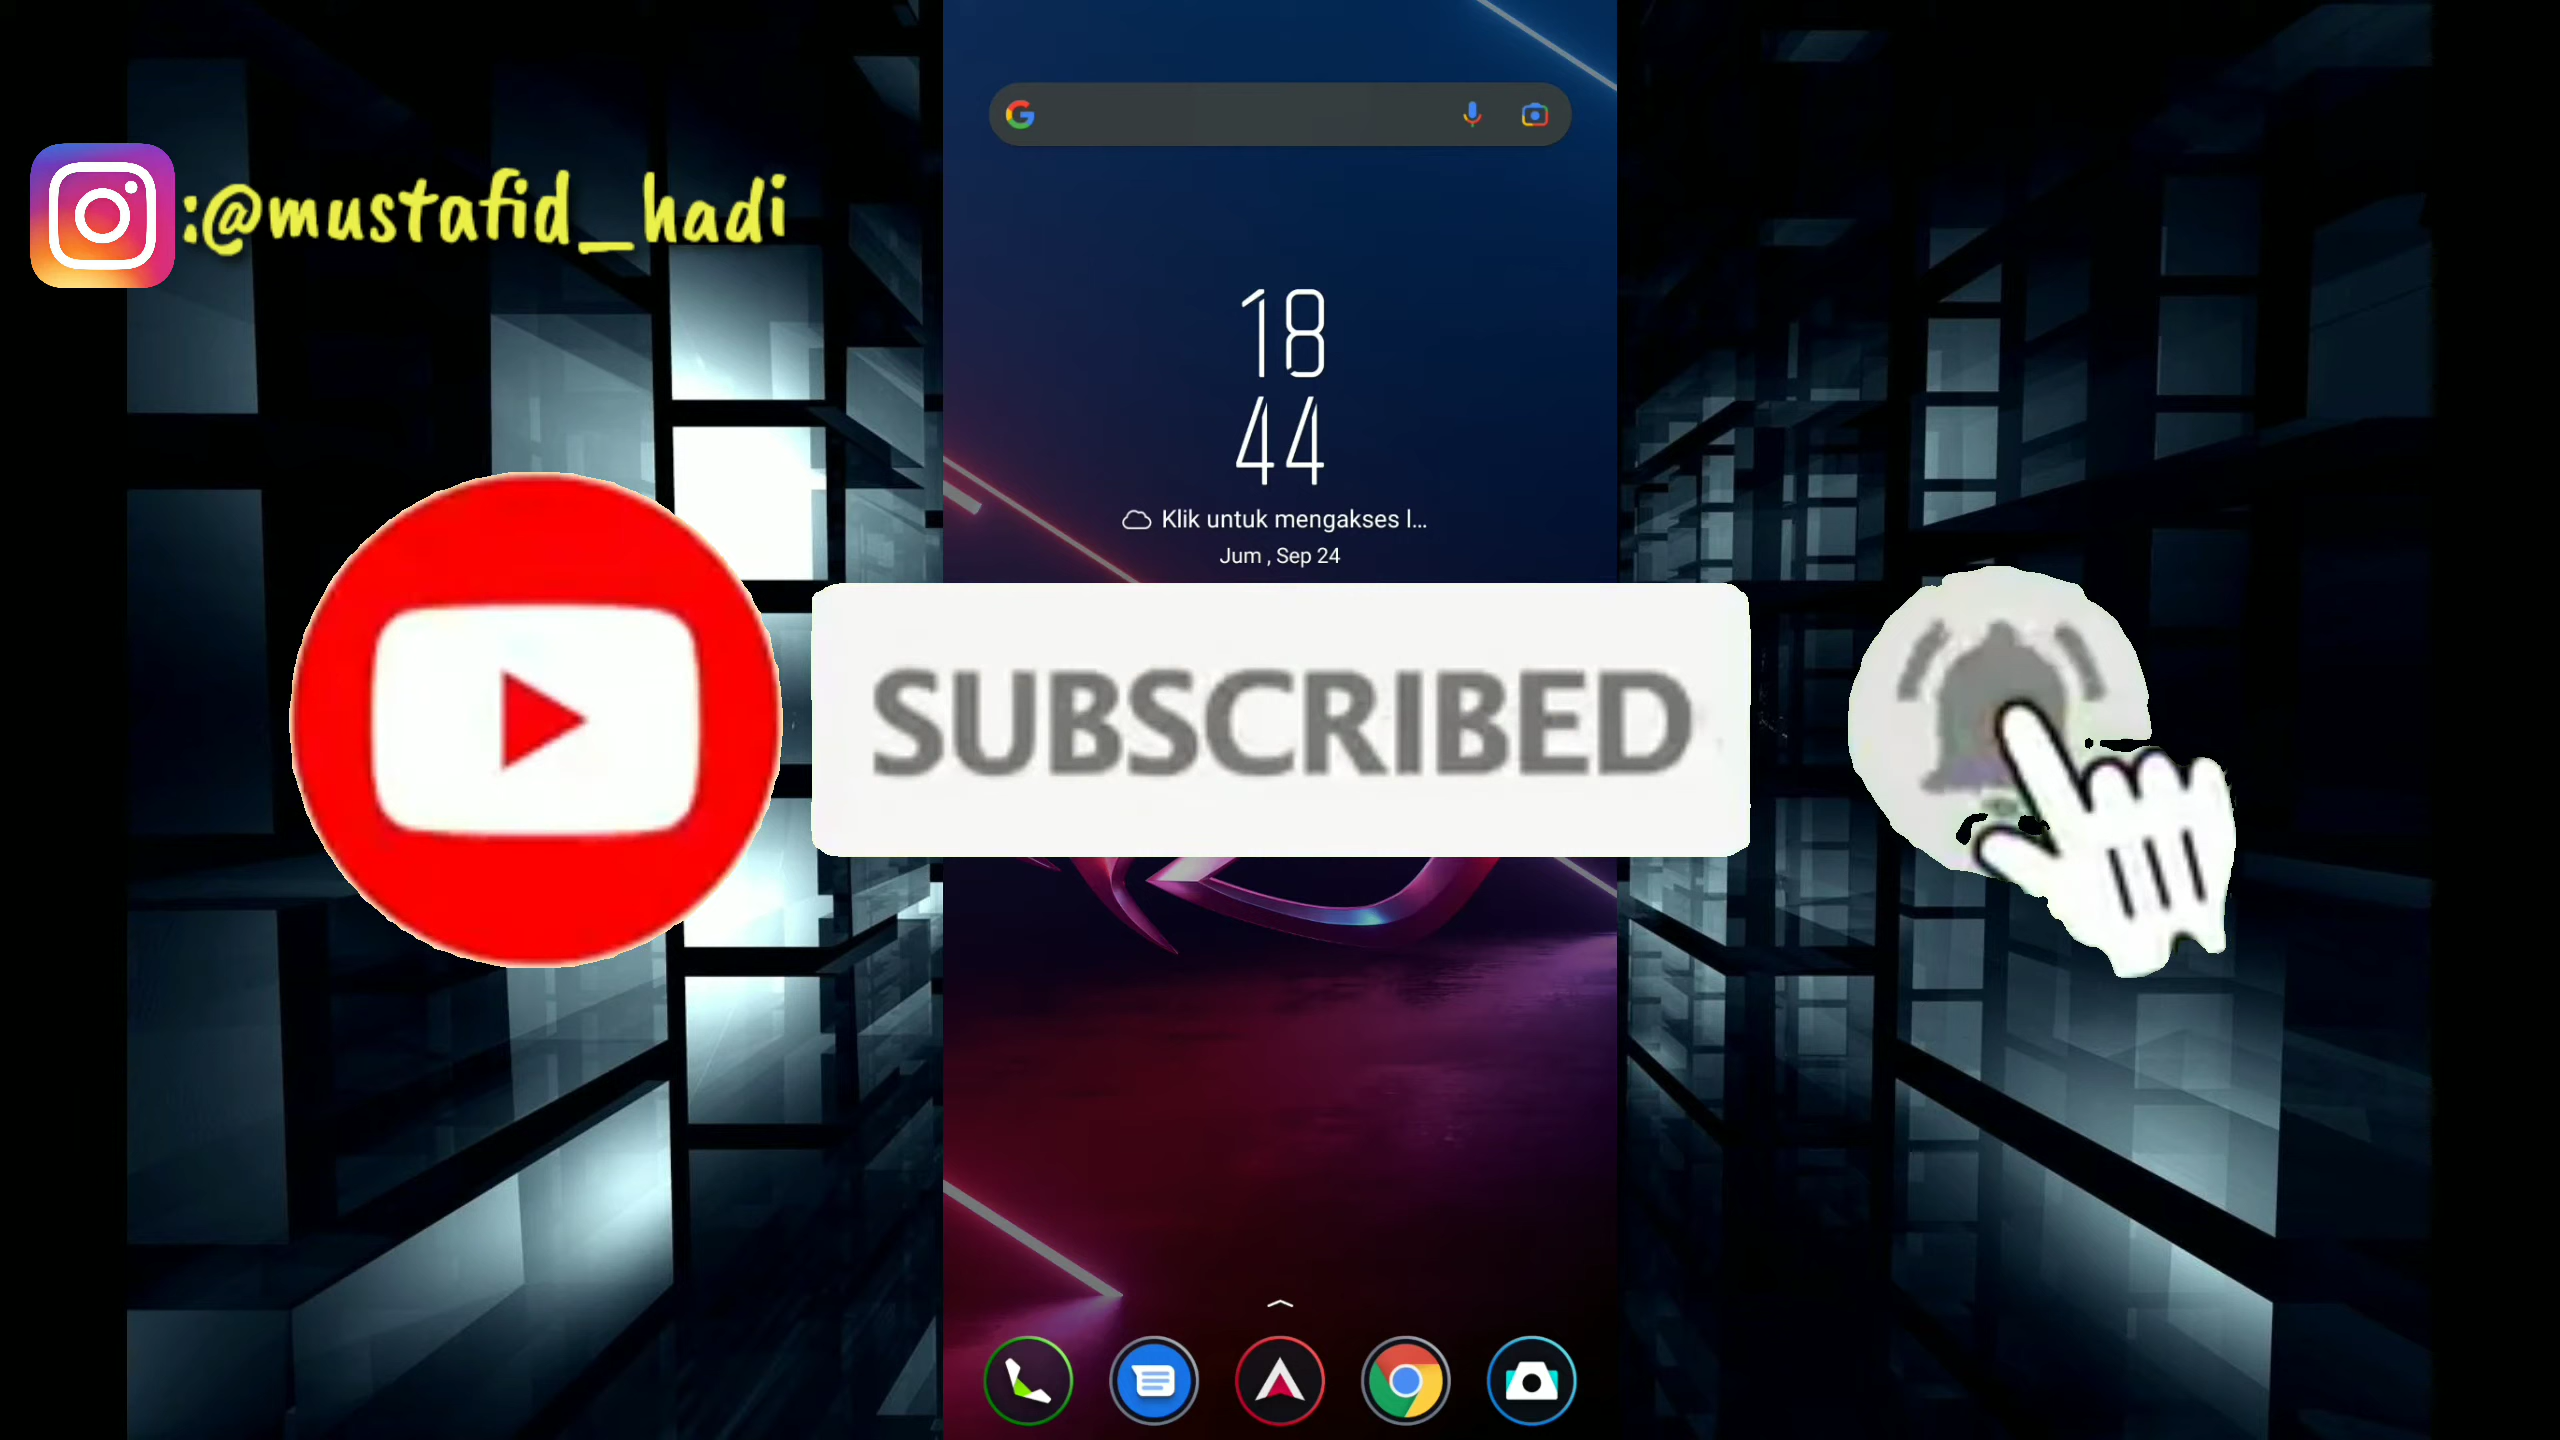 :@mustafid_hadi
18
44
Klik untuk mengakses l...
Jum , Sep 24
SUBSCRIBED